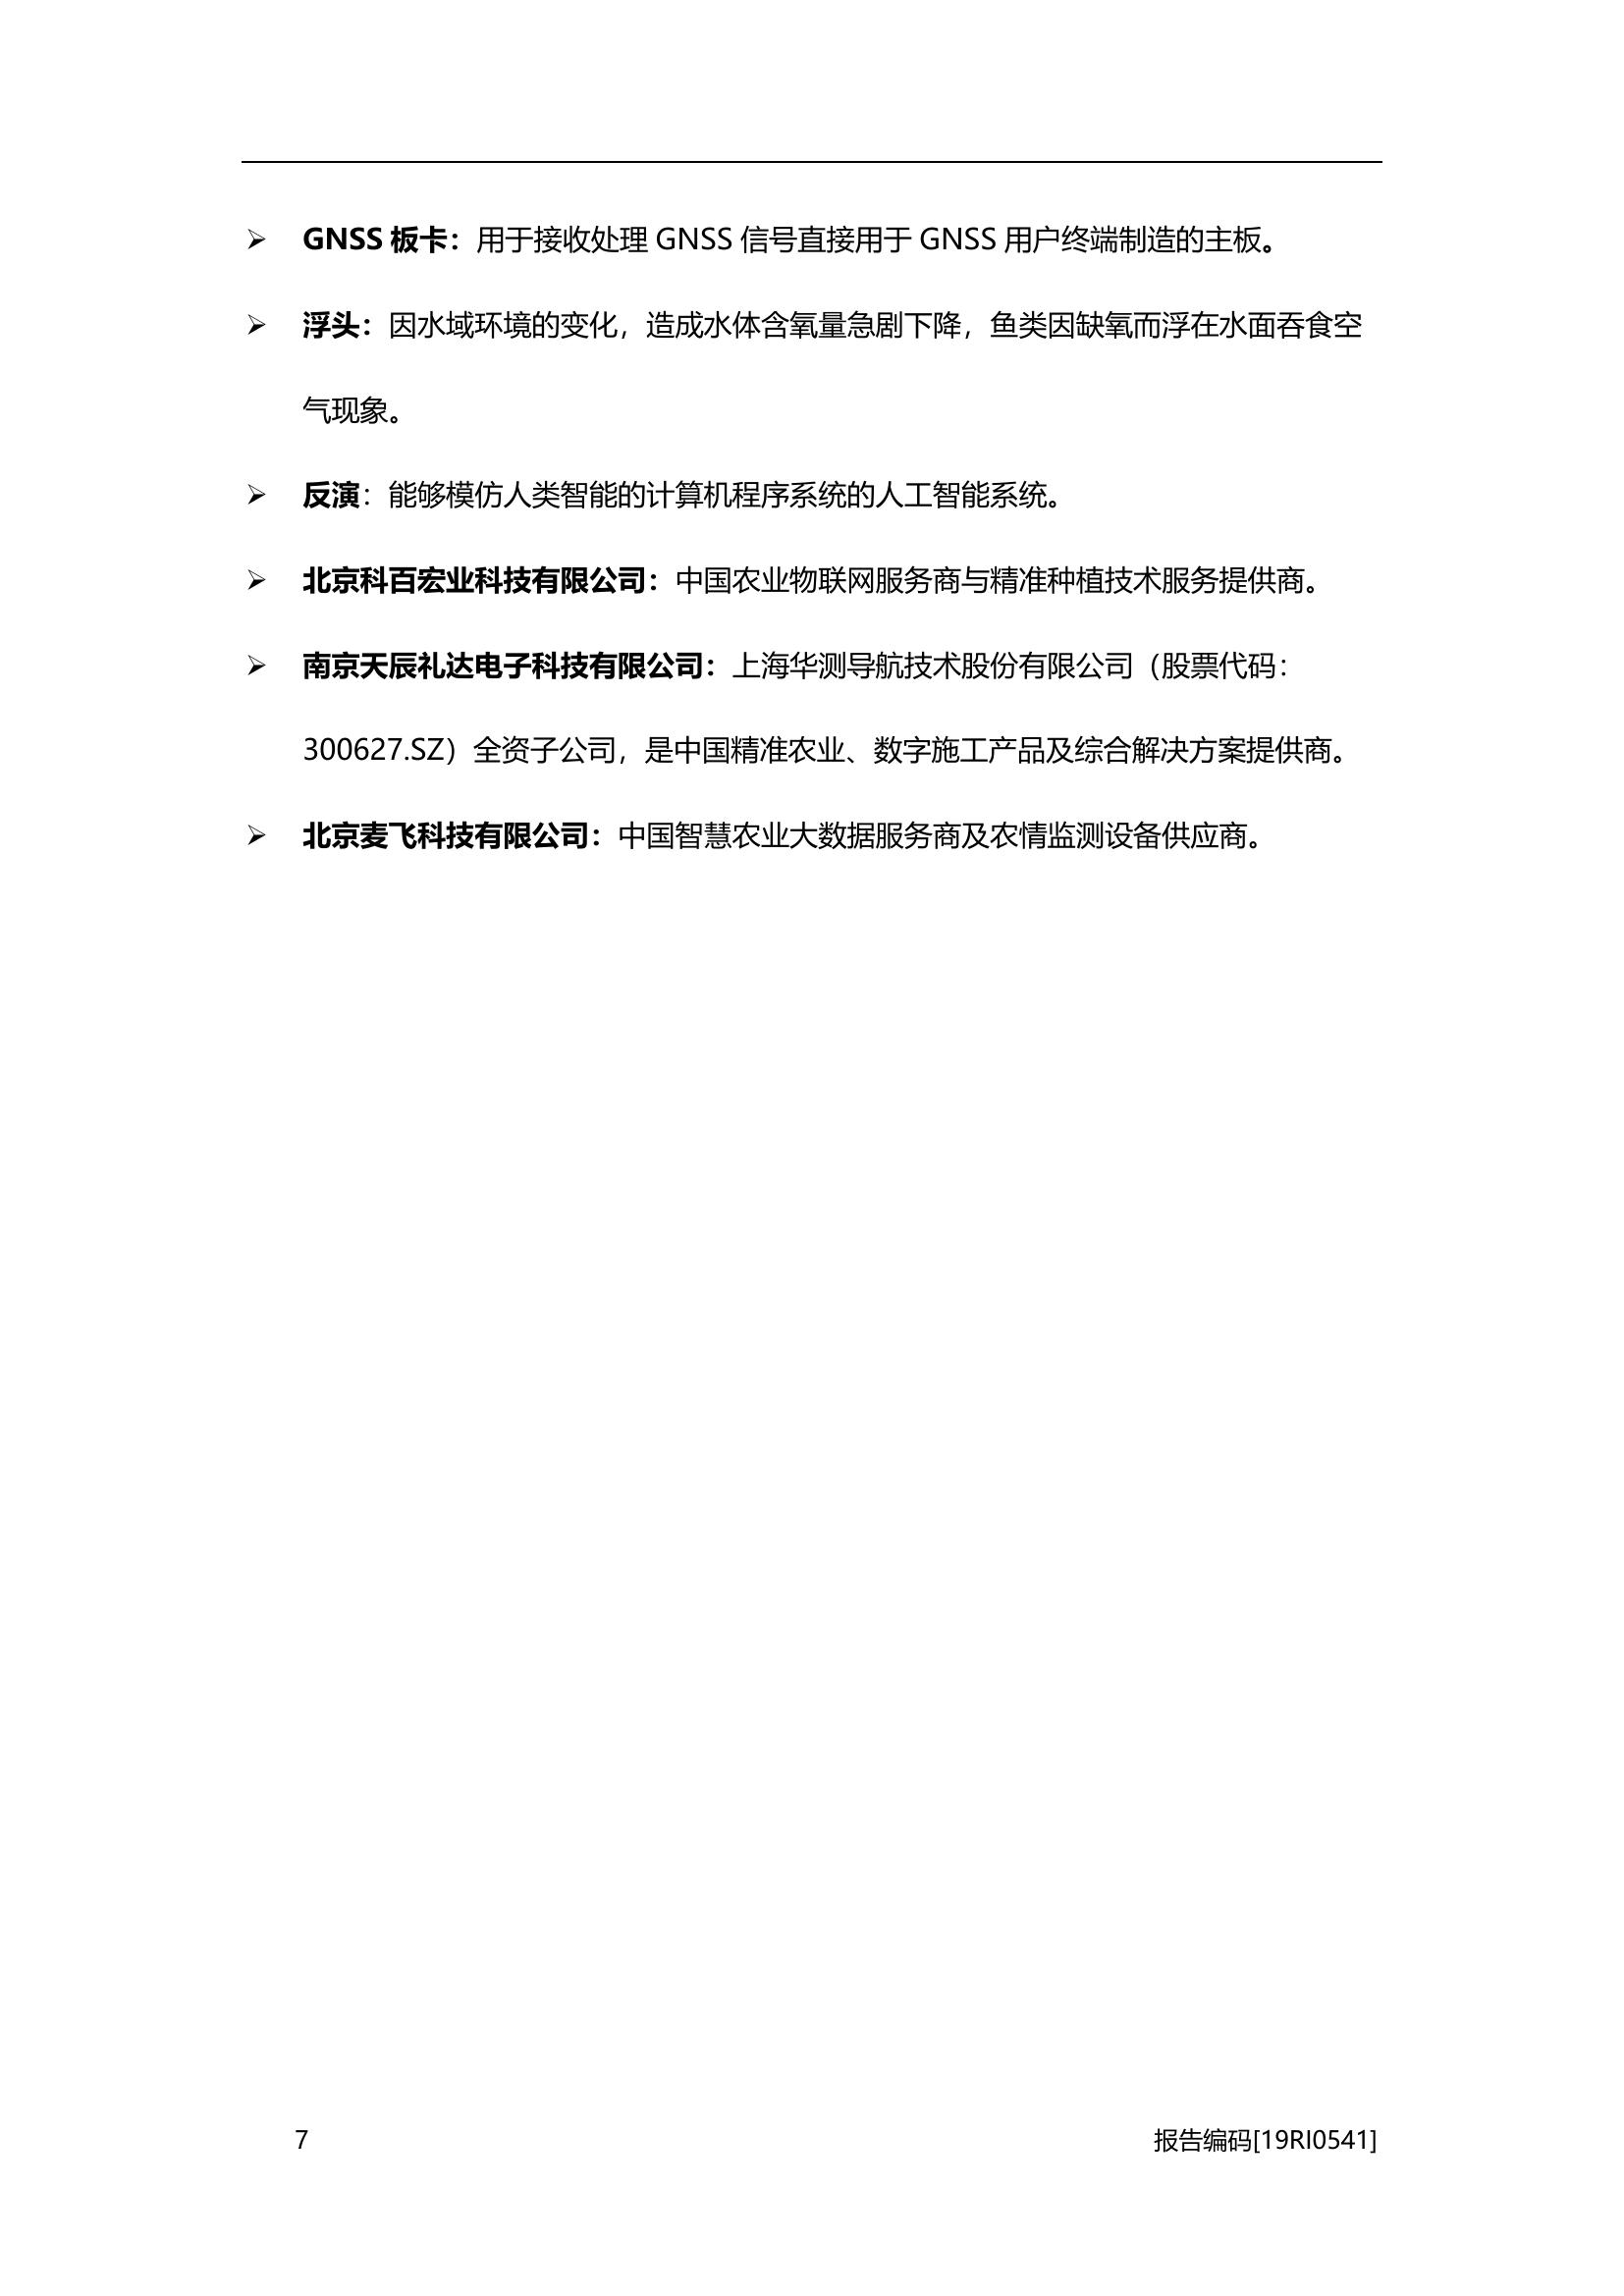 ➢ GNSS 板卡：用于接收处理 GNSS 信号直接用于 GNSS 用户终端制造的主板。
➢ 浮头：因水域环境的变化，造成水体含氧量急剧下降，鱼类因缺氧而浮在水面吞食空
气现象。
➢ 反演：能够模仿人类智能的计算机程序系统的人工智能系统。
➢ 北京科百宏业科技有限公司：中国农业物联网服务商与精准种植技术服务提供商。
➢ 南京天辰礼达电子科技有限公司：上海华测导航技术股份有限公司（股票代码：
300627.SZ）全资子公司，是中国精准农业、数字施工产品及综合解决方案提供商。
➢ 北京麦飞科技有限公司：中国智慧农业大数据服务商及农情监测设备供应商。
7 报告编码[19RI0541]